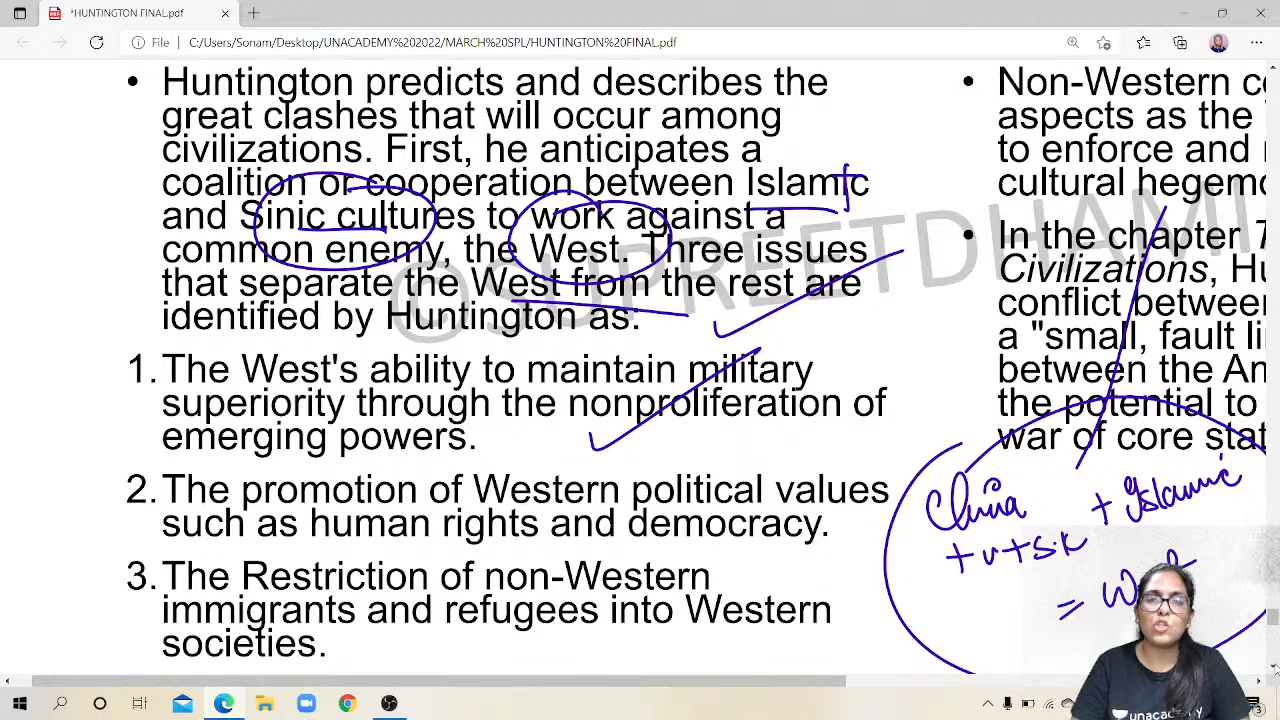 *HUNTINGTON FINAL.pdf
File C:/Users/Sonam/Desktop/UNACADEMY%202022/MARCH%20SPL/HUNTINGTON%20FINAL.pdf
• Huntington predicts and describes the
great clashes that will occur among
civilizations. First, he anticipates a
coalition or cooperation between Islamic
and Sinic cultures to work against a
common enemy, the West. Three issues
that separate the West from the rest are
identified by Huntington as:
1. The West's ability to maintain military
superiority through the nonproliferation of
emerging powers.
2. The promotion of Western political values
such as human rights and democracy.
3. The Restriction of non-Western
immigrants and refugees into Western
societies.
• Non-Western co
aspects as the
to enforce and
cultural hegem
• In the chapter
Civilizations, Hu
conflict between
a "small, fault li
between the Am
the potential to
war of core stat
@SUPREETDHAMI
China + Islamic
+ V + S.K
=
unacademy